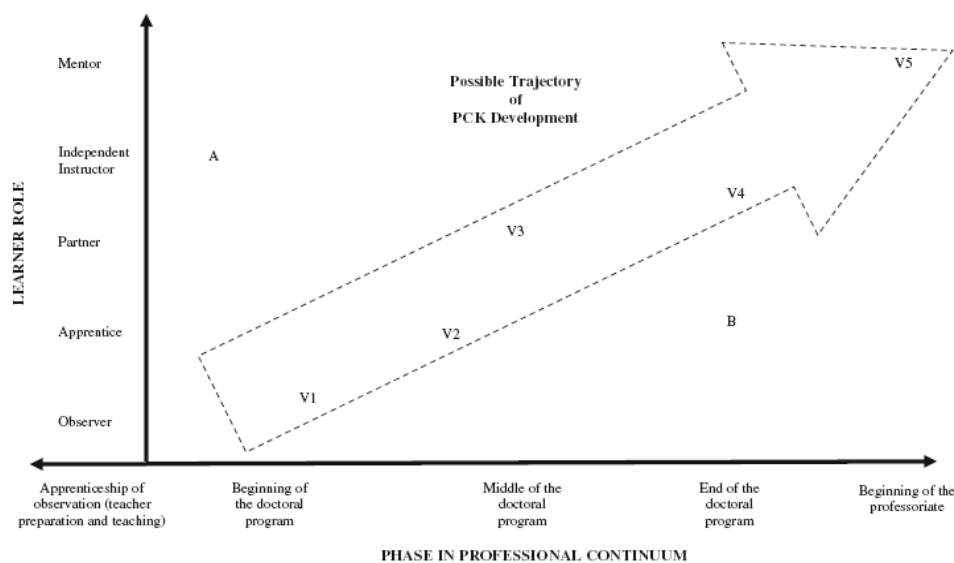 Mentor
V5
Possible Trajectory
of
PCK Development
Independent
Instructor
A
V4
Partner
V3
LEARNER ROLE
Apprentice
V2
B
V1
Observer
Apprenticeship of
observation (teacher
preparation and teaching)
Beginning of
the doctoral
program
Middle of the
doctoral
program
End of the
doctoral
program
Beginning of the
professoriate
PHASE IN PROFESSIONAL CONTINUUM